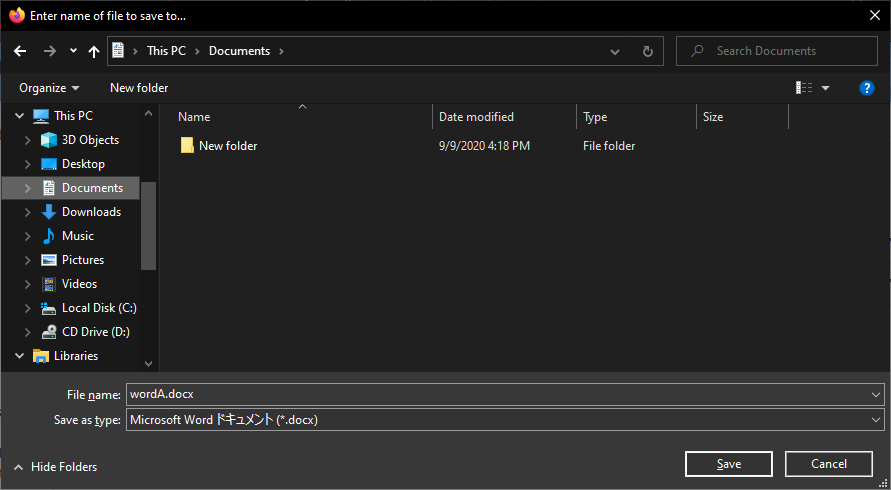 Enter name of file to save to...
This PC > Documents >
Search Documents
Organize
New folder
?
This PC
3D Objects
Desktop
Documents
Downloads
Music
Pictures
Videos
Local Disk (C:)
CD Drive (D:)
Libraries
Name Date modified Type Size
New folder 9/9/2020 4:18 PM File folder
File name: wordA.docx
Save as type: Microsoft Word ドキュメント (*.docx)
Hide Folders
Save
Cancel